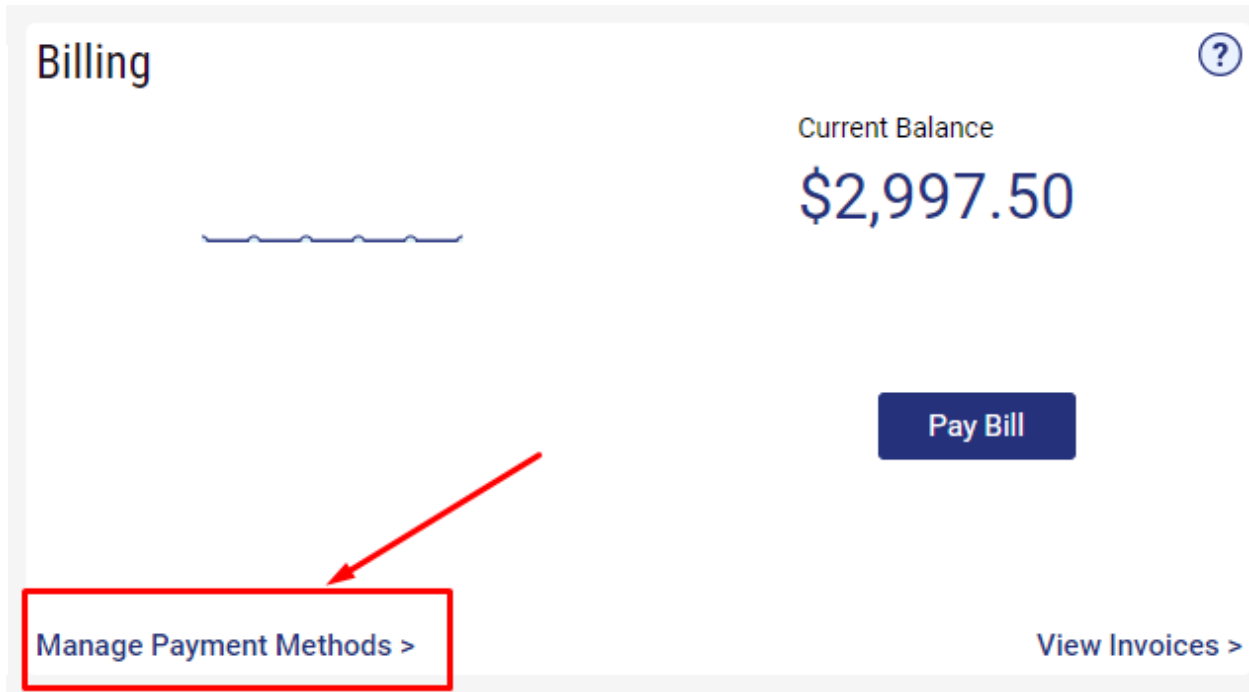 Billing
?
Current Balance
$2,997.50
Pay Bill
Manage Payment Methods >
View Invoices >